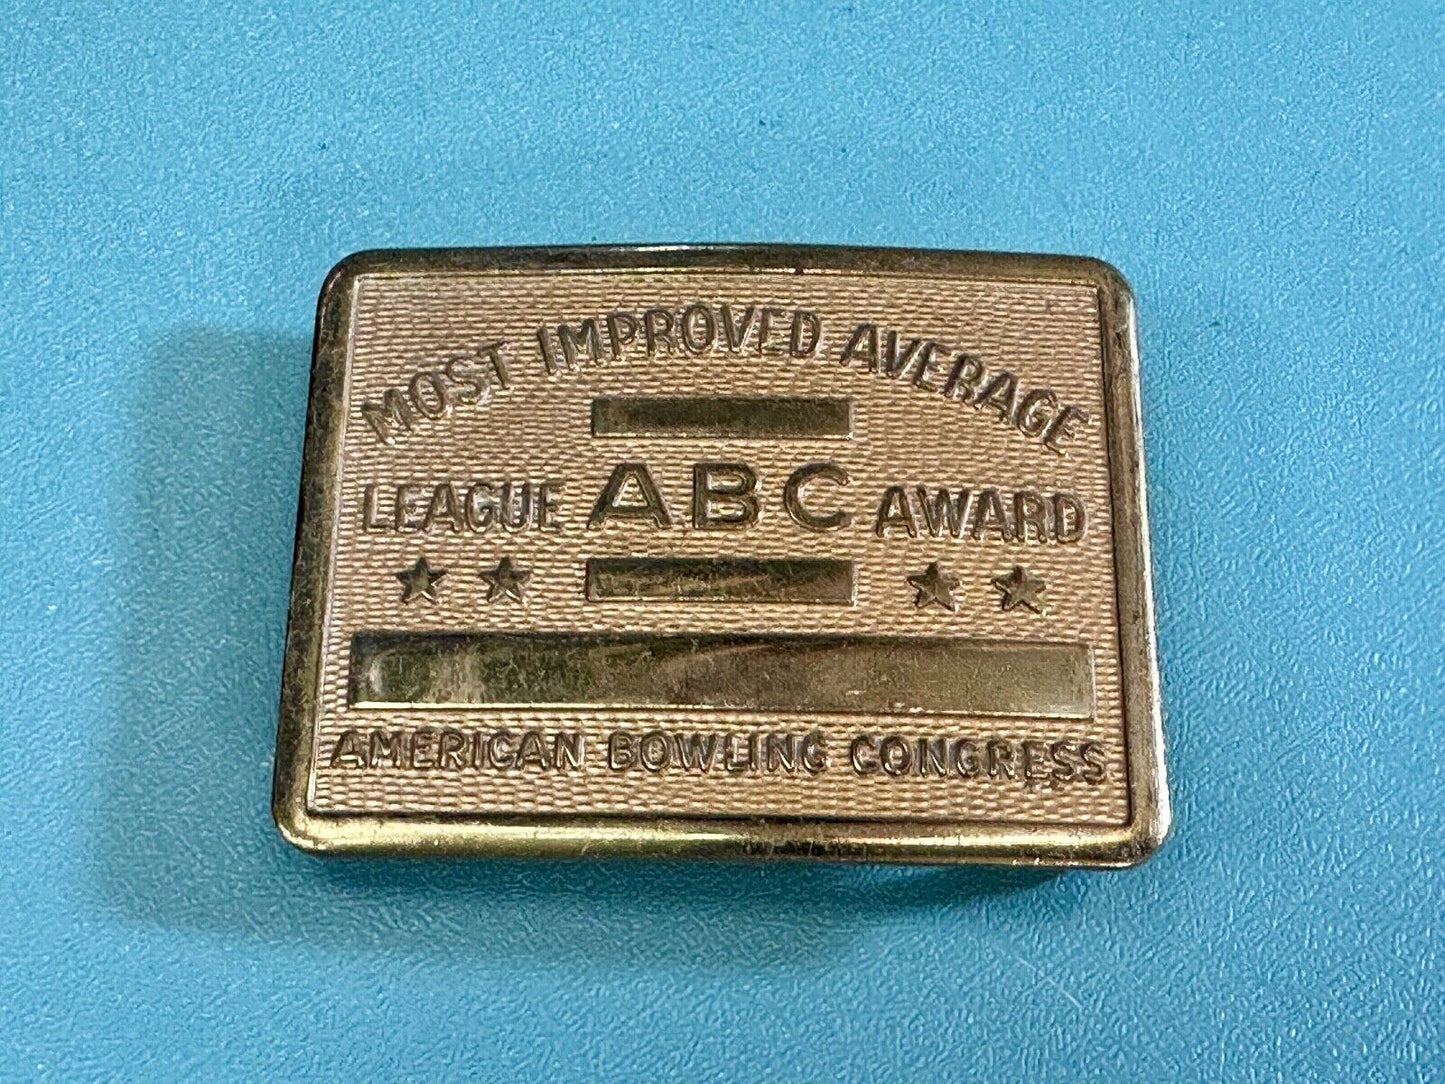 MOST IMPROVED AVERAGE
LEAGUE ABC AWARD
AMERICAN BOWLING CONGRESS